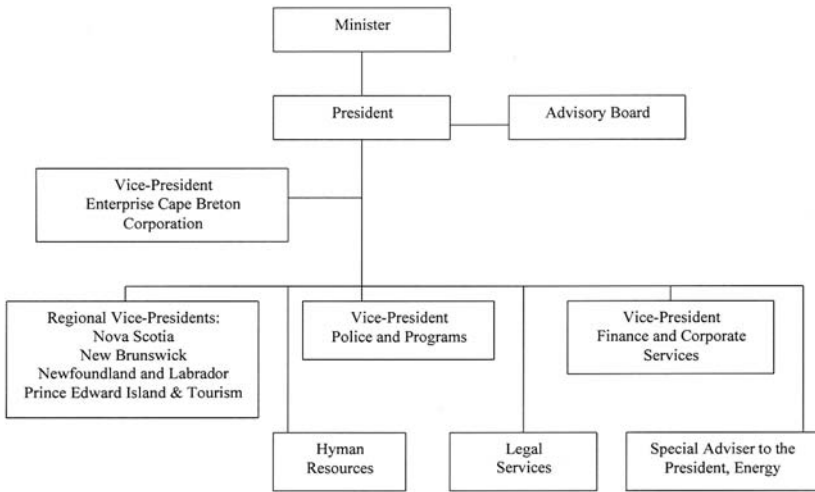 Minister
President
Advisory Board
Vice-President
Enterprise Cape Breton
Corporation
Regional Vice-Presidents:
Nova Scotia
New Brunswick
Newfoundland and Labrador
Prince Edward Island & Tourism
Vice-President
Police and Programs
Vice-President
Finance and Corporate
Services
Hyman
Resources
Legal
Services
Special Adviser to the
President, Energy